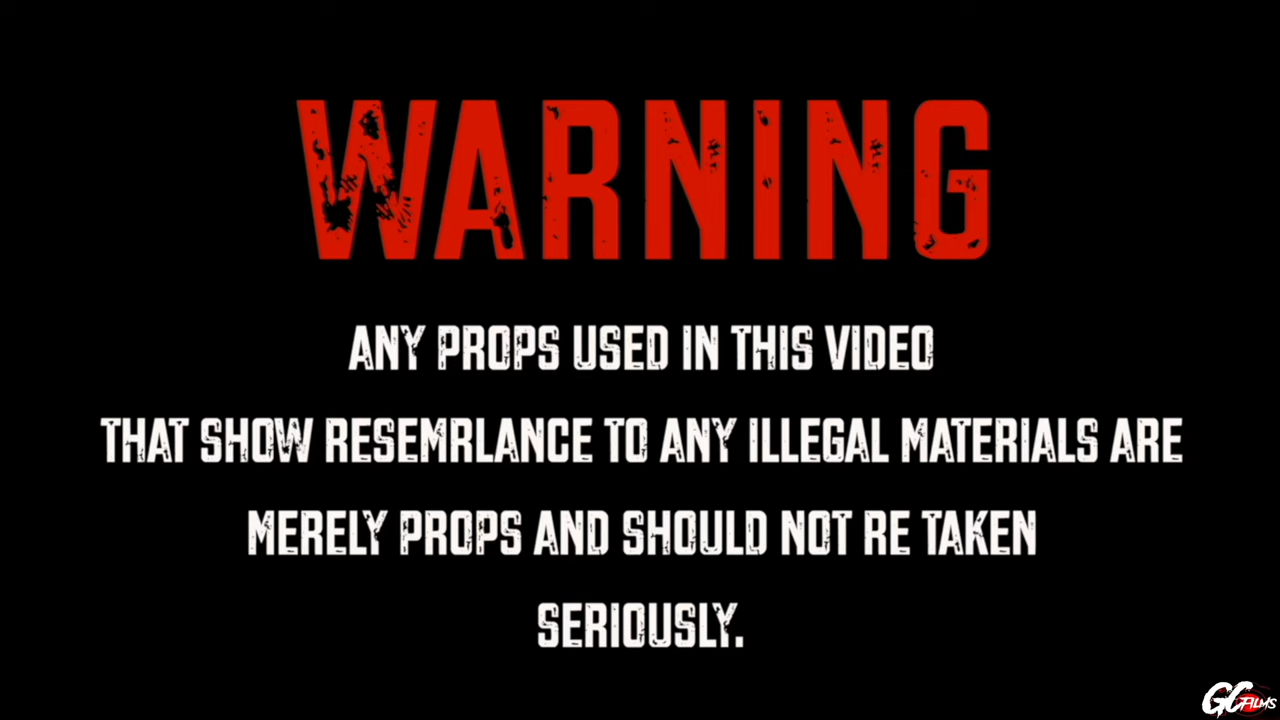 WARNING
ANY PROPS USED IN THIS VIDEO
THAT SHOW RESEMRLANCE TO ANY ILLEGAL MATERIALS ARE
MERELY PROPS AND SHOULD NOT RE TAKEN
SERIOUSLY.
GC FILMS